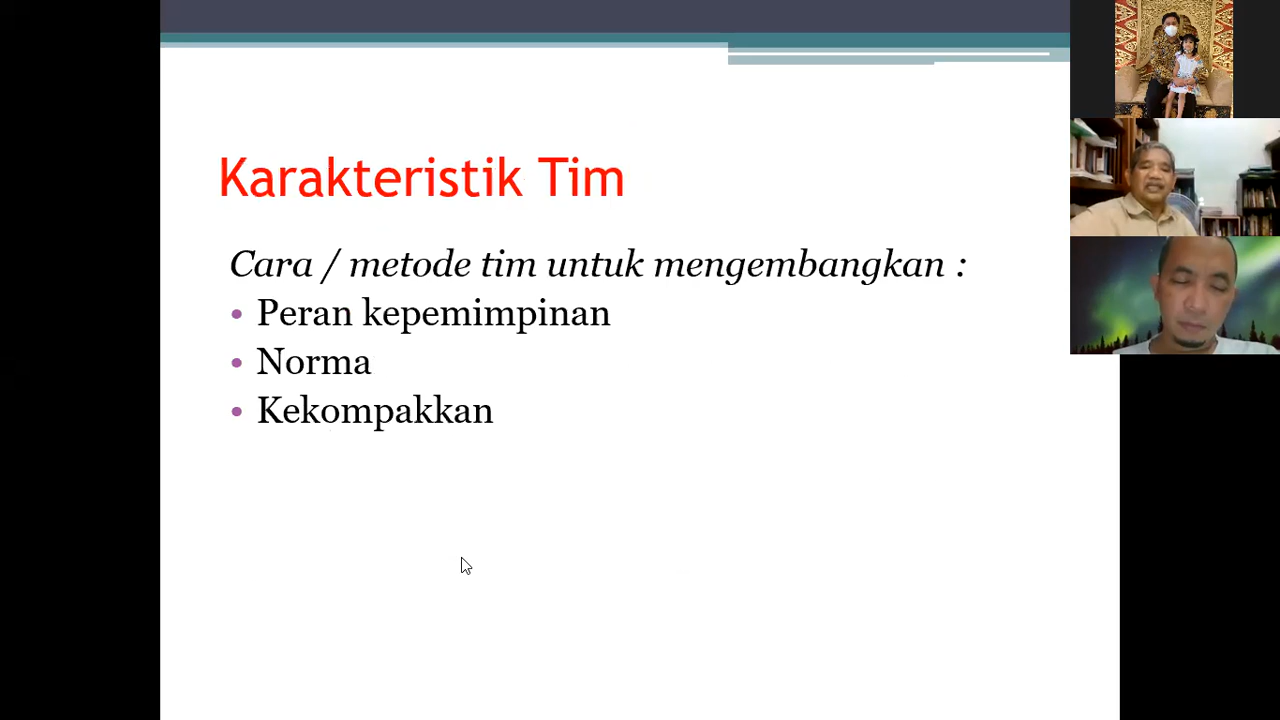 Karakteristik Tim
Cara / metode tim untuk mengembangkan :
• Peran kepemimpinan
• Norma
• Kekompakkan